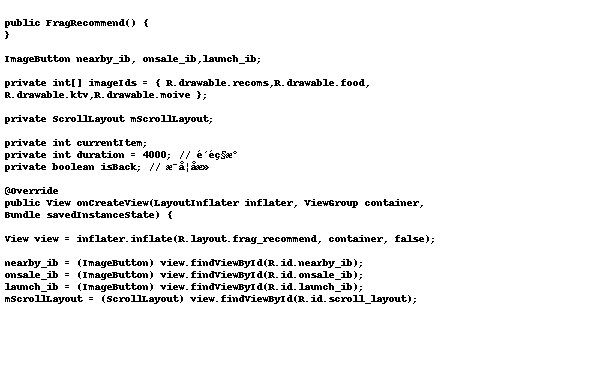 public FragRecommend() {
}
ImageButton nearby_ib, onsale_ib,launch_ib;
private int[] imageIds = { R.drawable.recoms,R.drawable.food,
R.drawable.ktv,R.drawable.moive };
private ScrollLayout mScrollLayout;
private int currentItem;
private int duration = 4000; //
private boolean isBack; //
@Override
public View onCreateView(LayoutInflater inflater, ViewGroup container,
Bundle savedInstanceState) {
View view = inflater.inflate(R.layout.frag_recommend, container, false);
nearby_ib = (ImageButton) view.findViewById(R.id.nearby_ib);
onsale_ib = (ImageButton) view.findViewById(R.id.onsale_ib);
launch_ib = (ImageButton) view.findViewById(R.id.launch_ib);
mScrollLayout = (ScrollLayout) view.findViewById(R.id.scroll_layout);